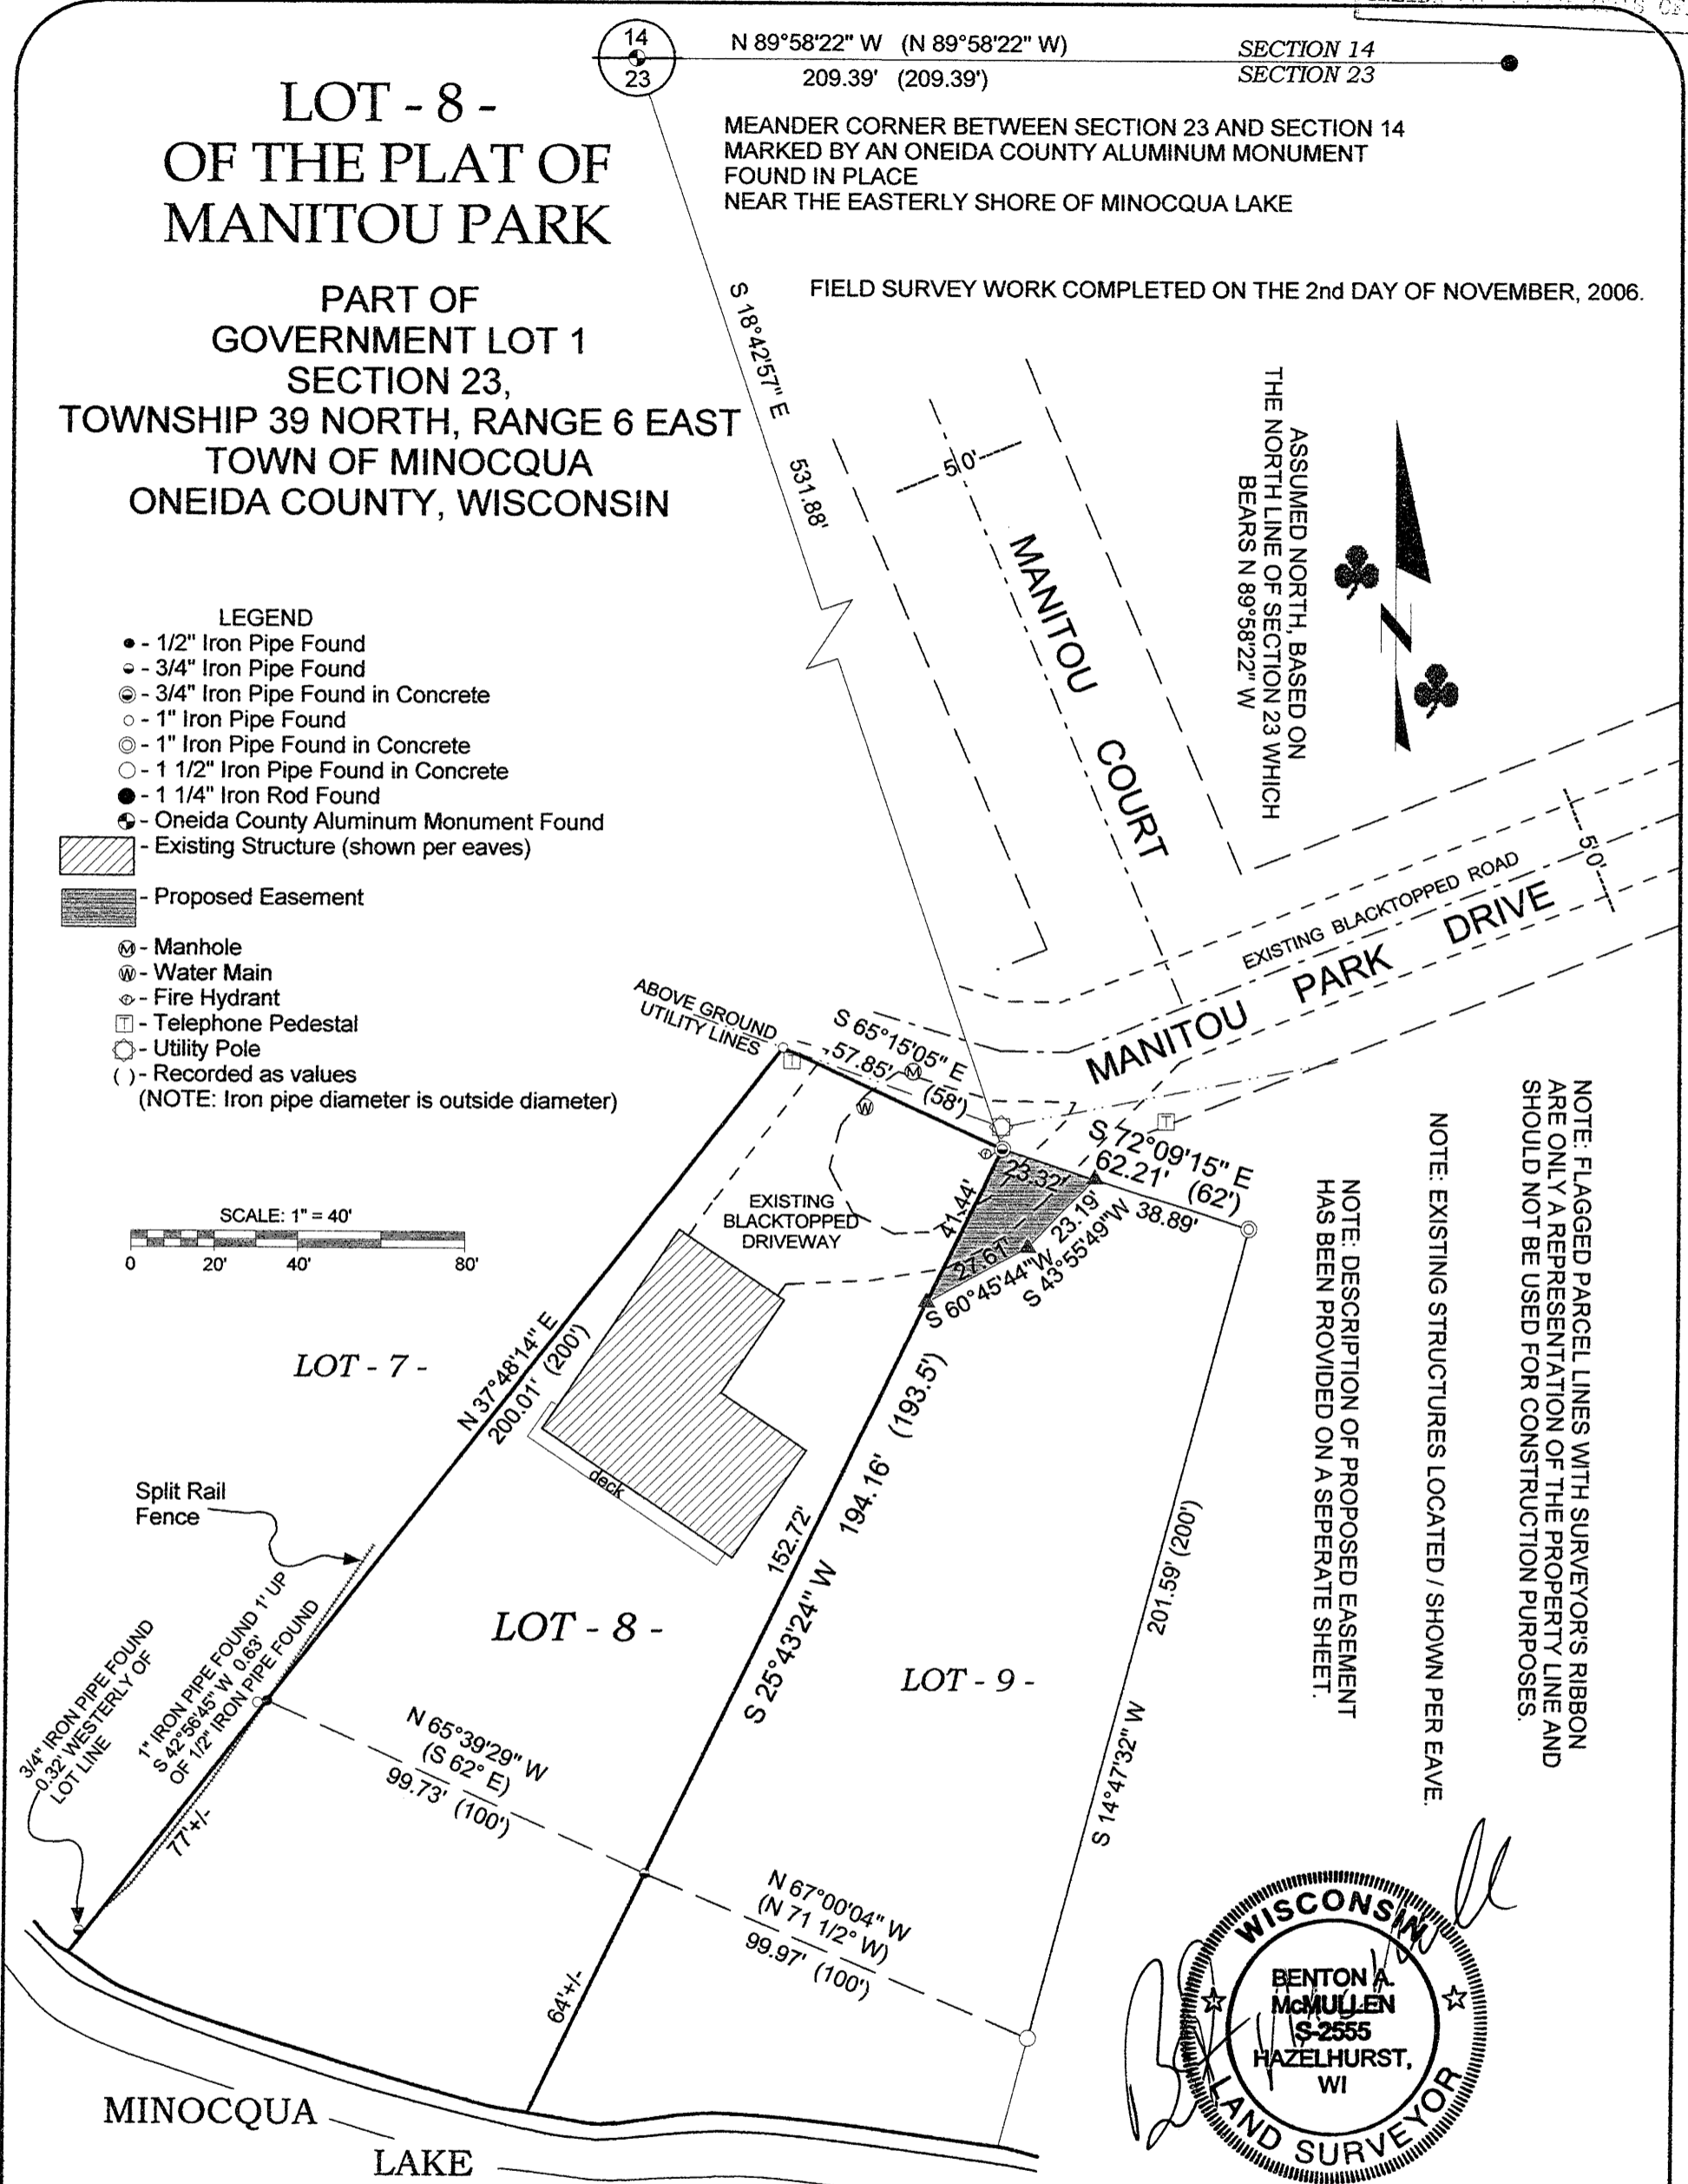 14
23
N 89°58'22" W (N 89°58'22" W)
209.39' (209.39')
SECTION 14
SECTION 23
LOT - 8 -
OF THE PLAT OF
MANITOU PARK
MEANDER CORNER BETWEEN SECTION 23 AND SECTION 14
MARKED BY AN ONEIDA COUNTY ALUMINUM MONUMENT
FOUND IN PLACE
NEAR THE EASTERLY SHORE OF MINOCQUA LAKE
PART OF
GOVERNMENT LOT 1
SECTION 23,
TOWNSHIP 39 NORTH, RANGE 6 EAST
TOWN OF MINOCQUA
ONEIDA COUNTY, WISCONSIN
FIELD SURVEY WORK COMPLETED ON THE 2nd DAY OF NOVEMBER, 2006.
S 18°42'57" E
531.88'
50'
MANITOU COURT
ASSUMED NORTH, BASED ON
THE NORTH LINE OF SECTION 23 WHICH
BEARS N 89°58'22" W
N
LEGEND
- 1/2" Iron Pipe Found
- 3/4" Iron Pipe Found
- 3/4" Iron Pipe Found in Concrete
- 1" Iron Pipe Found
- 1" Iron Pipe Found in Concrete
- 1 1/2" Iron Pipe Found in Concrete
- 1 1/4" Iron Rod Found
- Oneida County Aluminum Monument Found
- Existing Structure (shown per eaves)
- Proposed Easement
M - Manhole
W - Water Main
- Fire Hydrant
T - Telephone Pedestal
- Utility Pole
( ) - Recorded as values
(NOTE: Iron pipe diameter is outside diameter)
EXISTING BLACKTOPPED ROAD
MANITOU PARK DRIVE
50'
ABOVE GROUND
UTILITY LINES
S 65°15'05" E
57.85'
(58')
M
T
W
T
S 72°09'15" E
62.21' (62')
23.32'
38.89'
41.44'
23.19'
S 43°55'49"W
27.61'
S 60°45'44"W
EXISTING
BLACKTOPPED
DRIVEWAY
SCALE: 1" = 40'
0 20' 40' 80'
LOT - 7 -
N 37°48'14" E
200.01' (200')
deck
Split Rail
Fence
152.72'
S 25°43'24" W 194.16' (193.5')
LOT - 8 -
LOT - 9 -
201.59' (200')
S 14°47'32" W
3/4" IRON PIPE FOUND
0.32' WESTERLY OF
LOT LINE
1" IRON PIPE FOUND 1' UP
S 42°56'45" W 0.63'
OF 1/2" IRON PIPE FOUND
77'+/-
N 65°39'29" W
(S 62° E)
99.73' (100')
N 67°00'04" W
(N 71 1/2° W)
99.97' (100')
64'+/-
MINOCQUA
LAKE
NOTE: DESCRIPTION OF PROPOSED EASEMENT
HAS BEEN PROVIDED ON A SEPERATE SHEET.
NOTE: EXISTING STRUCTURES LOCATED / SHOWN PER EAVE.
NOTE: FLAGGED PARCEL LINES WITH SURVEYOR'S RIBBON
ARE ONLY A REPRESENTATION OF THE PROPERTY LINE AND
SHOULD NOT BE USED FOR CONSTRUCTION PURPOSES.
WISCONSIN
BENTON A.
McMULLEN
S-2555
HAZELHURST,
WI
LAND SURVEYOR